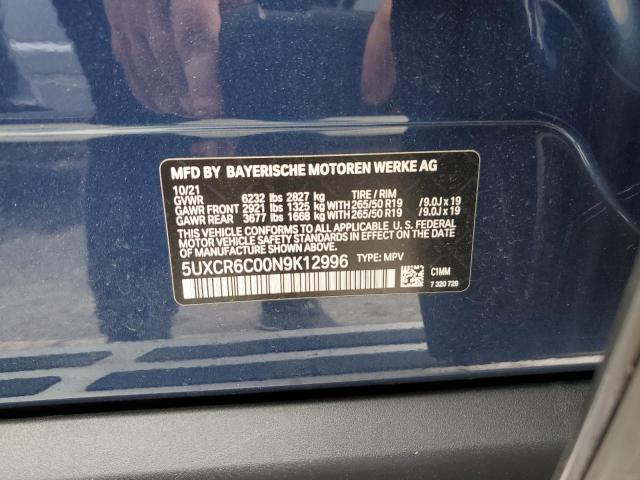 MFD BY BAYERISCHE MOTOREN WERKE AG
10/21
GVWR 6232 lbs 2827 kg TIRE / RIM
GAWR FRONT 2921 lbs 1325 kg WITH 265/50 R19 /9.0J x 19
GAWR REAR 3677 lbs 1668 kg WITH 265/50 R19 /9.0J x 19
THIS VEHICLE CONFORMS TO ALL APPLICABLE U.S. FEDERAL
MOTOR VEHICLE SAFETY STANDARDS IN EFFECT ON THE DATE
OF MANUFACTURE SHOWN ABOVE.
5UXCR6C00N9K12996 TYPE: MPV
C1MM
7 320 729